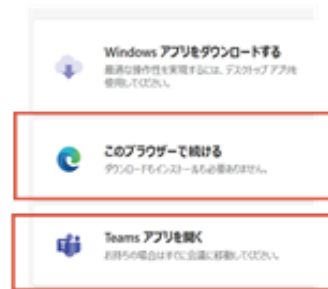 Windows アプリをダウンロードする
最適な操作性を実現するには、デスクトップ アプリを
使用してください。
このブラウザーで続ける
ダウンロードもインストールも必要ありません。
Teams アプリを開く
お持ちの場合はすぐに会議に移動してください。